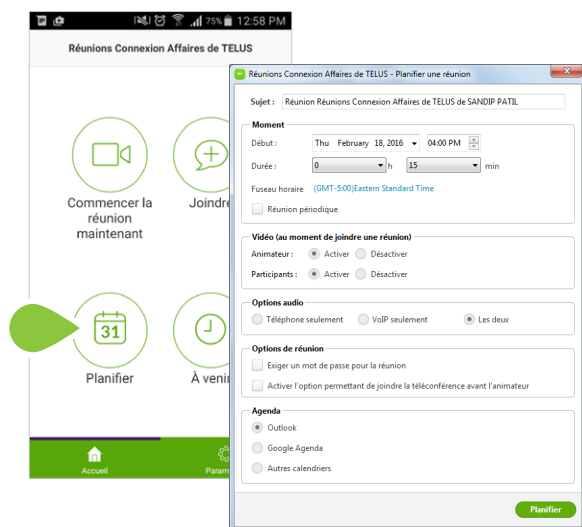 75% 12:58 PM
Réunions Connexion Affaires de TELUS
Commencer la
réunion
maintenant
Joindre
31
Planifier
À veni
Accueil
Param
Réunions Connexion Affaires de TELUS - Planifier une réunion
Sujet : Réunion Réunions Connexion Affaires de TELUS de SANDIP PATIL
Moment
Début : Thu February 18, 2016 04:00 PM
Durée : 0 h 15 min
Fuseau horaire (GMT-5:00)Eastern Standard Time
Réunion périodique
Vidéo (au moment de joindre une réunion)
Animateur : Activer Désactiver
Participants : Activer Désactiver
Options audio
Téléphone seulement VoIP seulement Les deux
Options de réunion
Exiger un mot de passe pour la réunion
Activer l'option permettant de joindre la téléconférence avant l'animateur
Agenda
Outlook
Google Agenda
Autres calendriers
Planifier